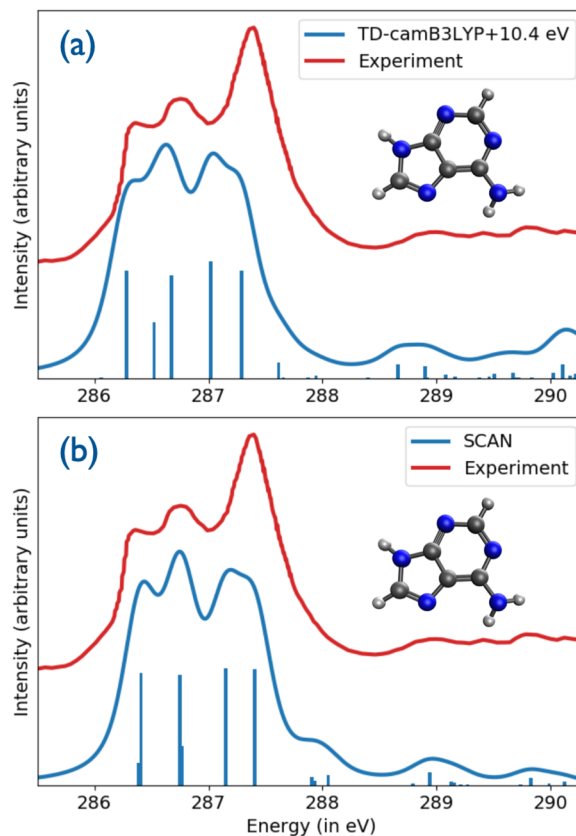 (a)
TD-camB3LYP+10.4 eV
Experiment
Intensity (arbitrary units)
286 287 288 289 290
(b)
SCAN
Experiment
Intensity (arbitrary units)
286 287 288 289 290
Energy (in eV)